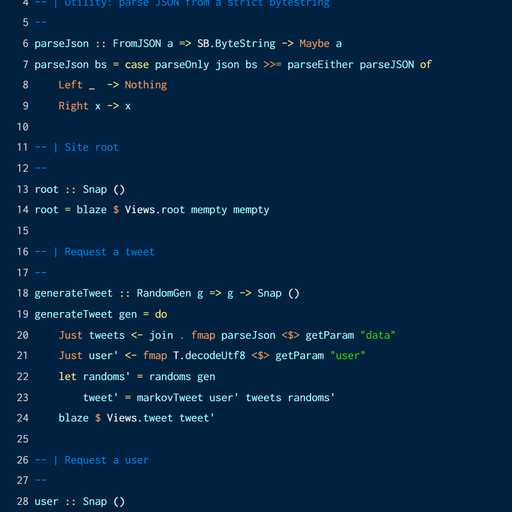 4 -- | Utility: parse JSON from a strict bytestring
5 --
6 parseJson :: FromJSON a => SB.ByteString -> Maybe a
7 parseJson bs = case parseOnly json bs >>= parseEither parseJSON of
8     Left _  -> Nothing
9     Right x -> x
10
11 -- | Site root
12 --
13 root :: Snap ()
14 root = blaze $ Views.root mempty mempty
15
16 -- | Request a tweet
17 --
18 generateTweet :: RandomGen g => g -> Snap ()
19 generateTweet gen = do
20     Just tweets <- join . fmap parseJson <$> getParam "data"
21     Just user' <- fmap T.decodeUtf8 <$> getParam "user"
22     let randoms' = randoms gen
23         tweet' = markovTweet user' tweets randoms'
24     blaze $ Views.tweet tweet'
25
26 -- | Request a user
27 --
28 user :: Snap ()